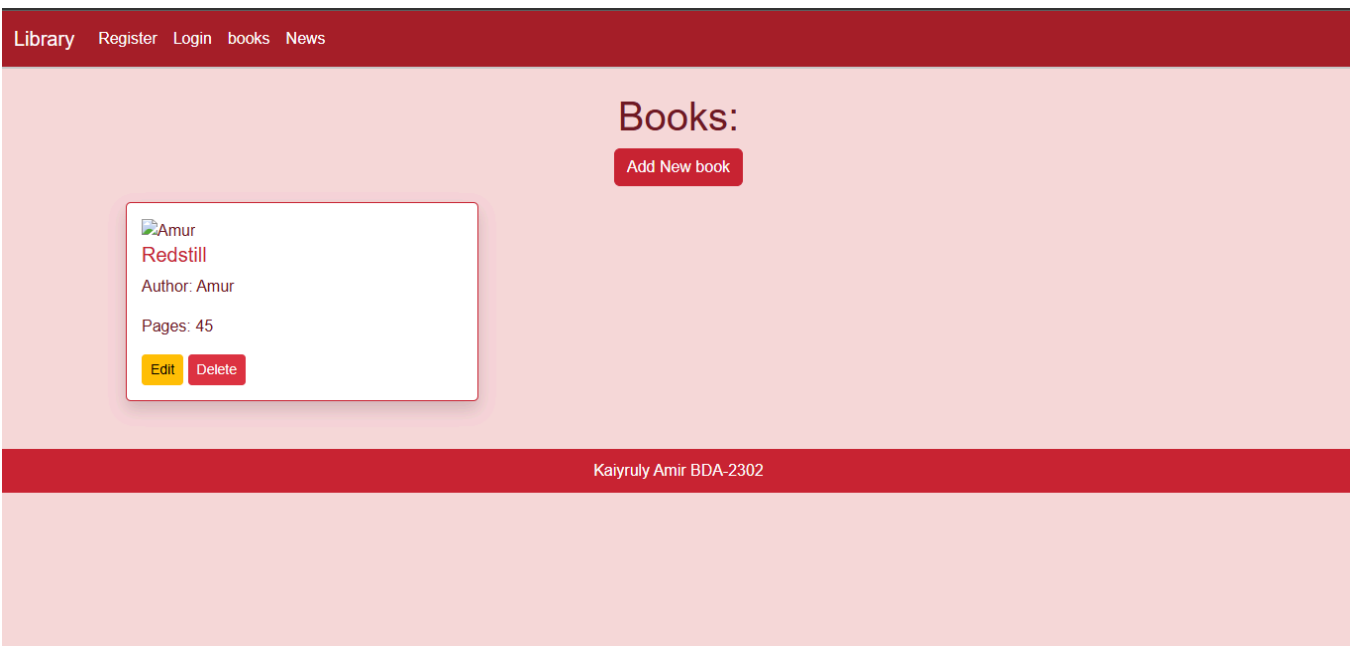 Library Register Login books News
Books:
Add New book
Amur
Redstill
Author: Amur
Pages: 45
Edit Delete
Kaiyruly Amir BDA-2302